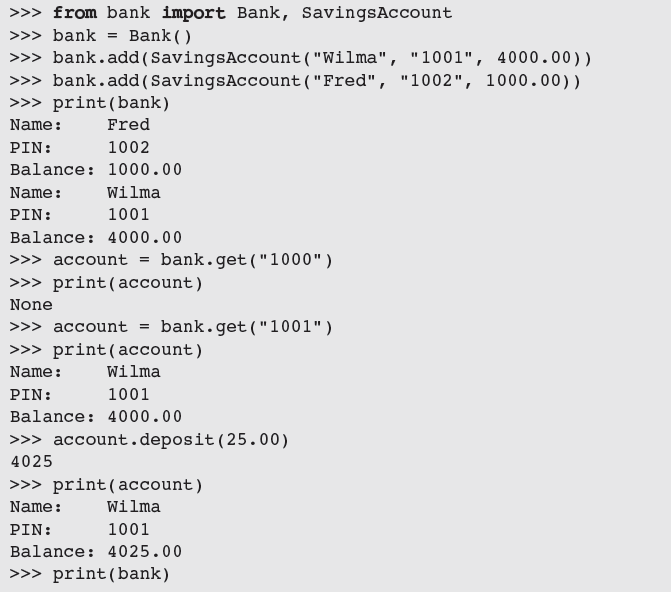 >>> from bank import Bank, SavingsAccount
>>> bank = Bank()
>>> bank.add(SavingsAccount("Wilma", "1001", 4000.00))
>>> bank.add(SavingsAccount("Fred", "1002", 1000.00))
>>> print(bank)
Name:    Fred
PIN:     1002
Balance: 1000.00
Name:    Wilma
PIN:     1001
Balance: 4000.00
>>> account = bank.get("1000")
>>> print(account)
None
>>> account = bank.get("1001")
>>> print(account)
Name:    Wilma
PIN:     1001
Balance: 4000.00
>>> account.deposit(25.00)
4025
>>> print(account)
Name:    Wilma
PIN:     1001
Balance: 4025.00
>>> print(bank)